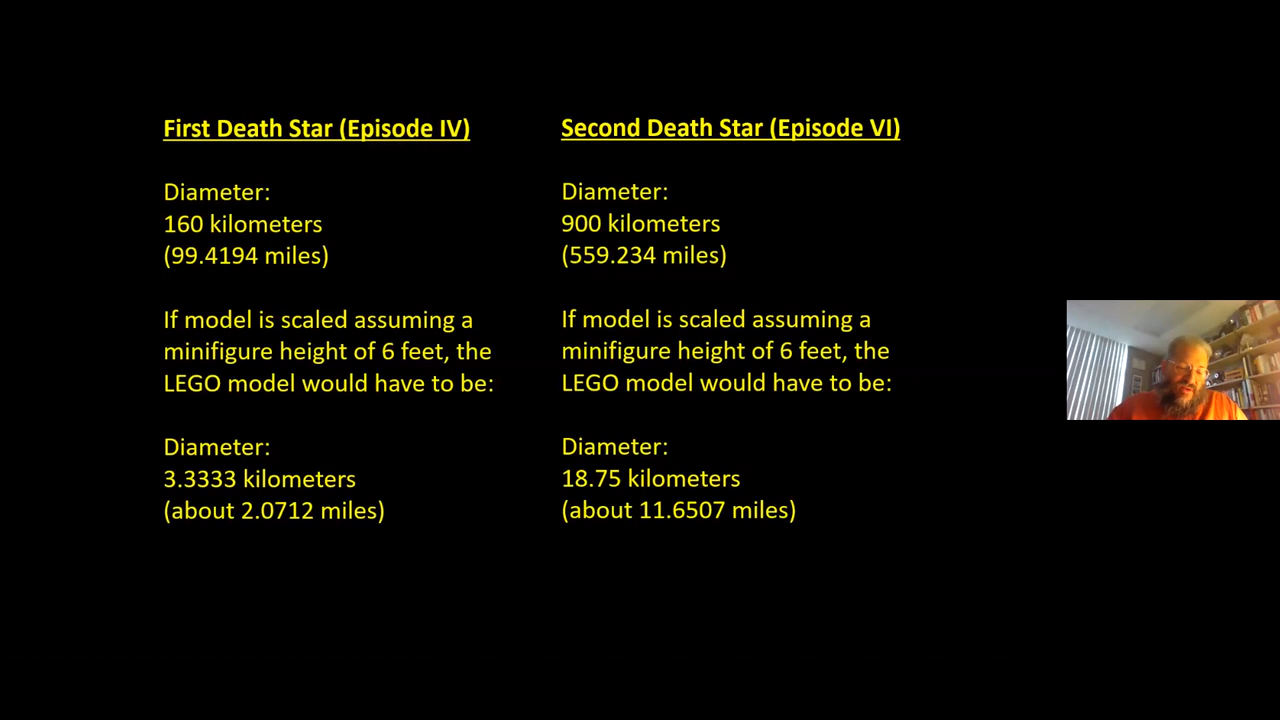 First Death Star (Episode IV)
Diameter:
160 kilometers
(99.4194 miles)
If model is scaled assuming a
minifigure height of 6 feet, the
LEGO model would have to be:
Diameter:
3.3333 kilometers
(about 2.0712 miles)
Second Death Star (Episode VI)
Diameter:
900 kilometers
(559.234 miles)
If model is scaled assuming a
minifigure height of 6 feet, the
LEGO model would have to be:
Diameter:
18.75 kilometers
(about 11.6507 miles)